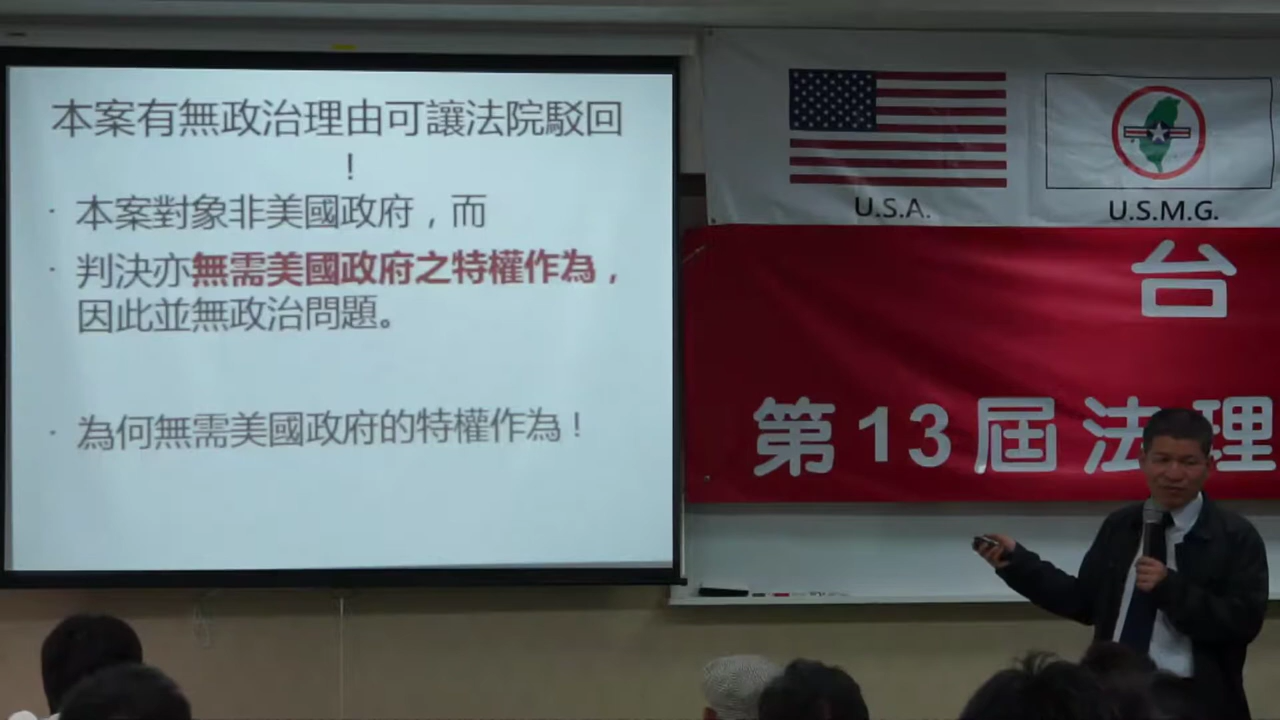 本案有無政治理由可讓法院駁回
！
· 本案對象非美國政府，而
· 判決亦無需美國政府之特權作為，
因此並無政治問題。
· 為何無需美國政府的特權作為！
U.S.A.
U.S.M.G.
台
第13屆法理